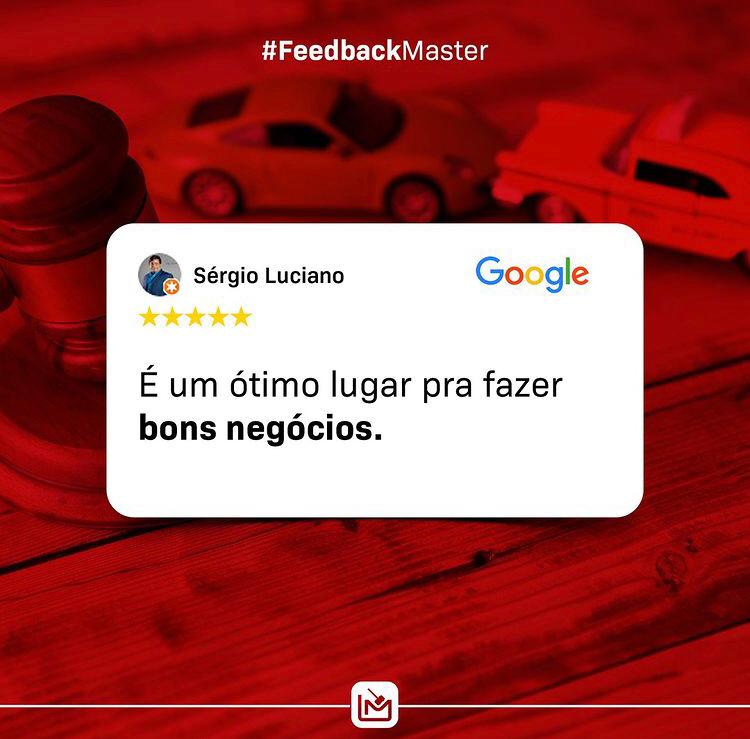 #FeedbackMaster
Sérgio Luciano
Google
É um ótimo lugar pra fazer
bons negócios.